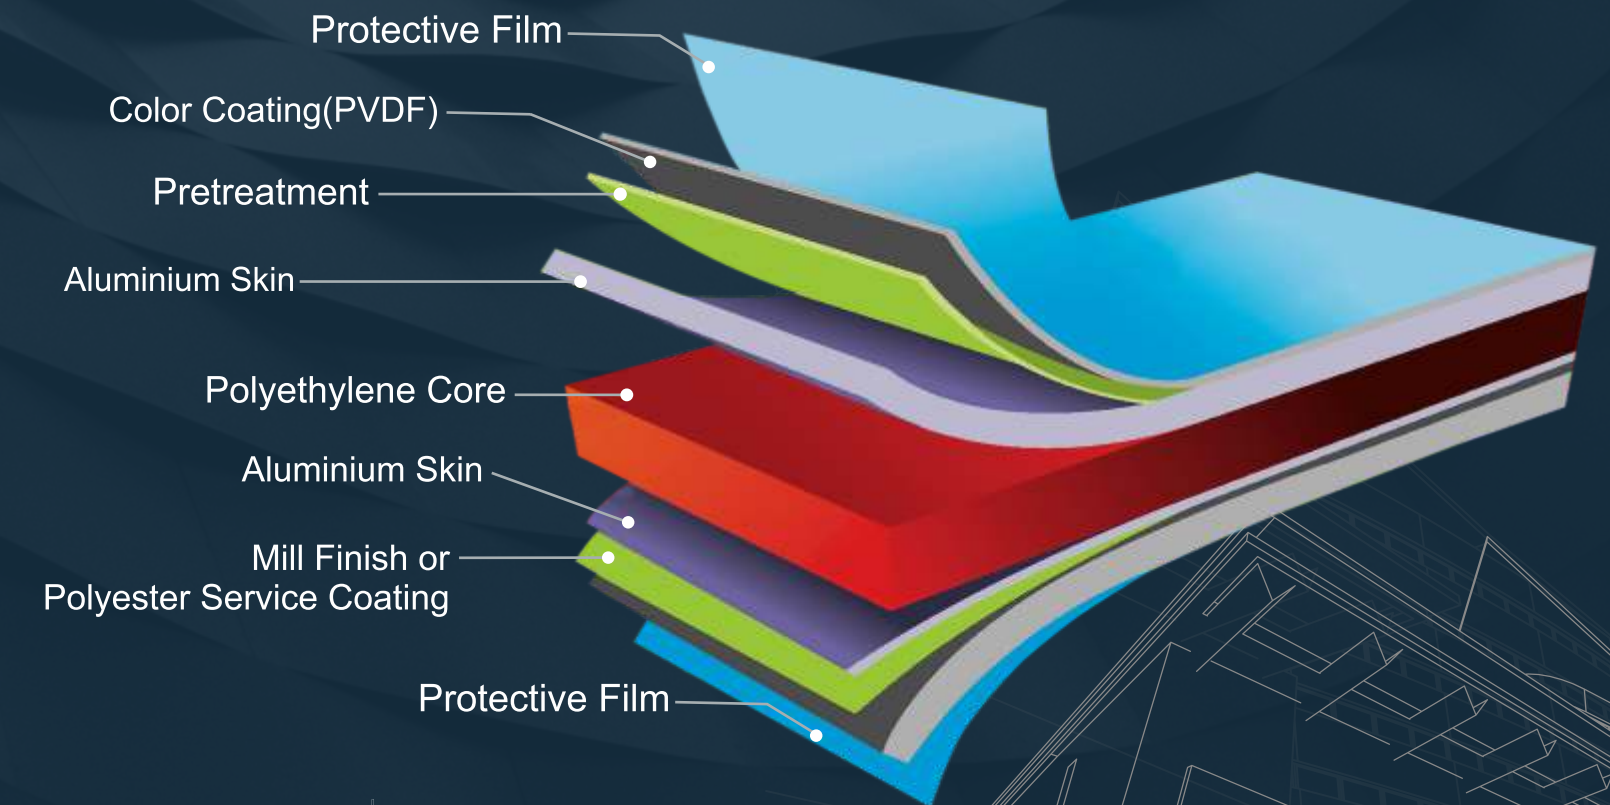 Protective Film
Color Coating(PVDF)
Pretreatment
Aluminium Skin
Polyethylene Core
Aluminium Skin
Mill Finish or
Polyester Service Coating
Protective Film